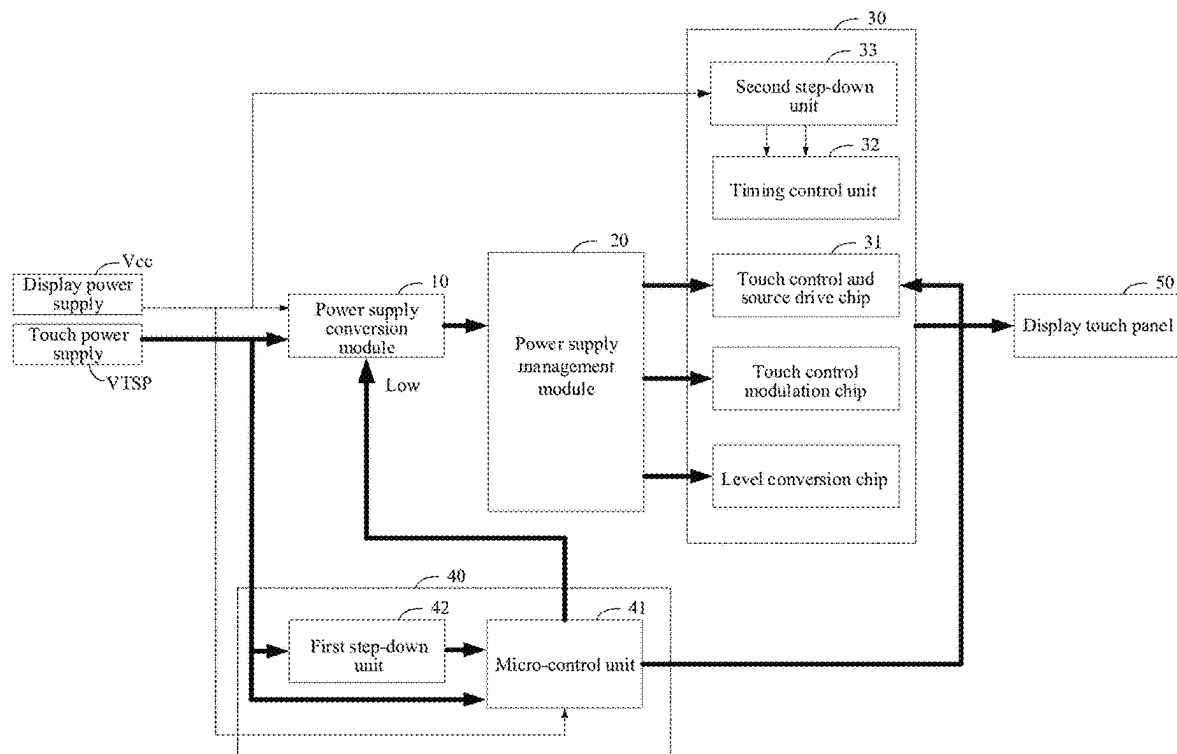 30
33
Second step-down
unit
32
Timing control unit
Vcc
Display power
supply
Touch power
supply
VTSP
10
Power supply
conversion
module
20
Power supply
management
module
31
Touch control and
source drive chip
50
Display touch panel
Touch control
modulation chip
Low
Level conversion chip
40
42
First step-down
unit
41
Micro-control unit